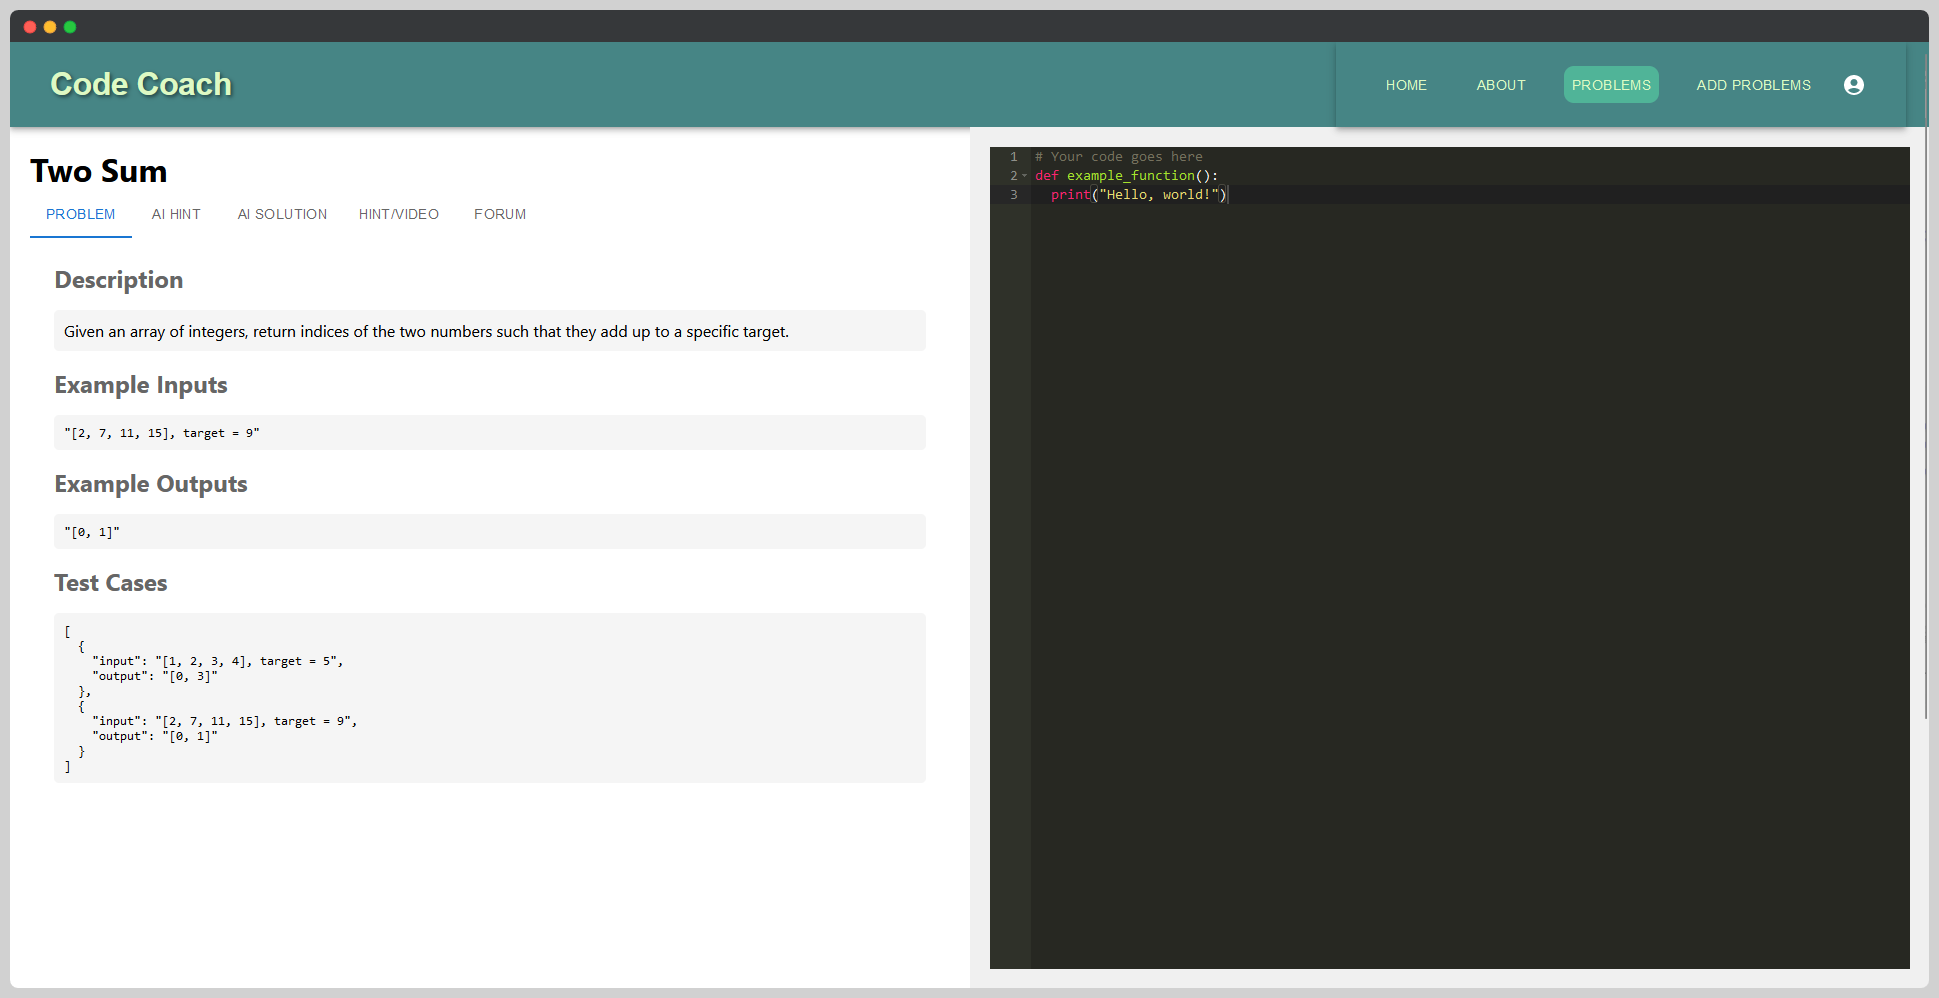 Code Coach
HOME ABOUT PROBLEMS ADD PROBLEMS
Two Sum
PROBLEM AI HINT AI SOLUTION HINT/VIDEO FORUM
Description
Given an array of integers, return indices of the two numbers such that they add up to a specific target.
Example Inputs
"[2, 7, 11, 15], target = 9"
Example Outputs
"[0, 1]"
Test Cases
[
  {
    "input": "[1, 2, 3, 4], target = 5",
    "output": "[0, 3]"
  },
  {
    "input": "[2, 7, 11, 15], target = 9",
    "output": "[0, 1]"
  }
]
1 # Your code goes here
2 def example_function():
3   print("Hello, world!")